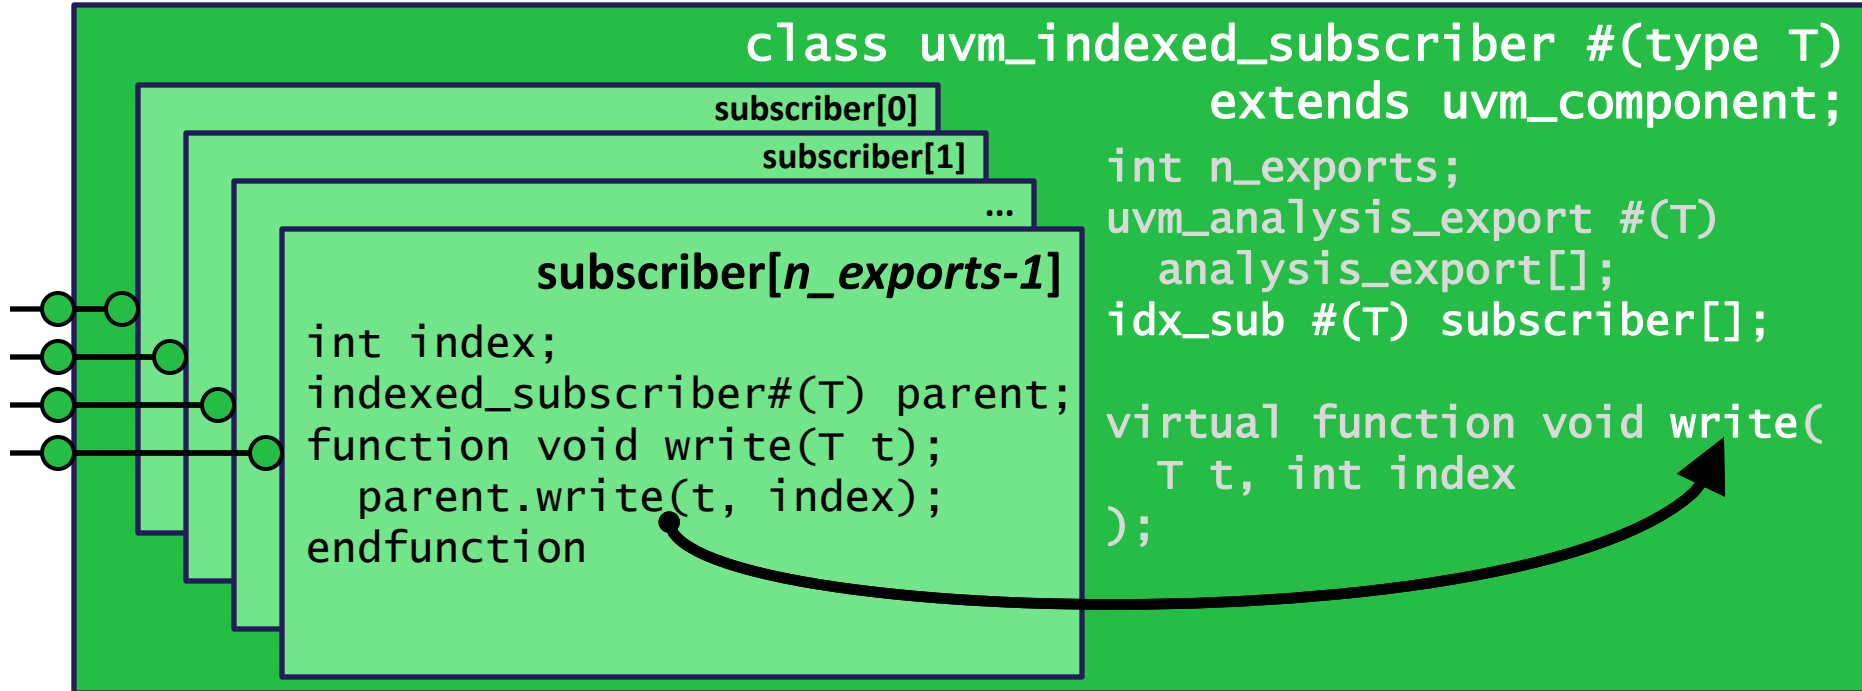 class uvm_indexed_subscriber #(type T)
extends uvm_component;
subscriber[0]
subscriber[1]
...
subscriber[n_exports-1]
int index;
indexed_subscriber#(T) parent;
function void write(T t);
parent.write(t, index);
endfunction
int n_exports;
uvm_analysis_export #(T)
analysis_export[];
idx_sub #(T) subscriber[];
virtual function void write(
T t, int index
);